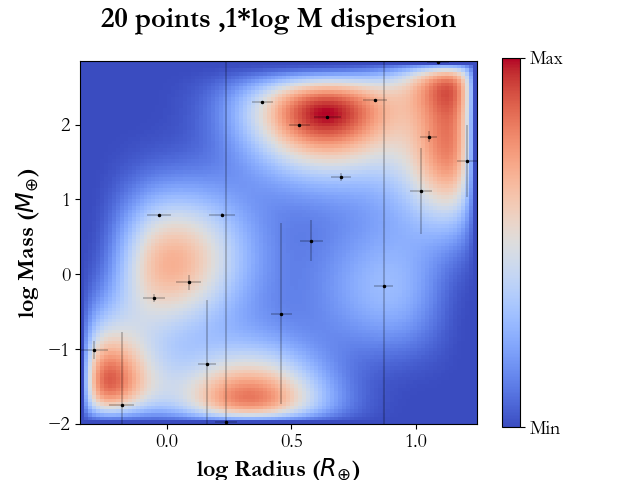 20 points ,1*log M dispersion
Max
2
1
0
−1
−2
log Mass (M⊕)
Min
0.0 0.5 1.0
log Radius (R⊕)